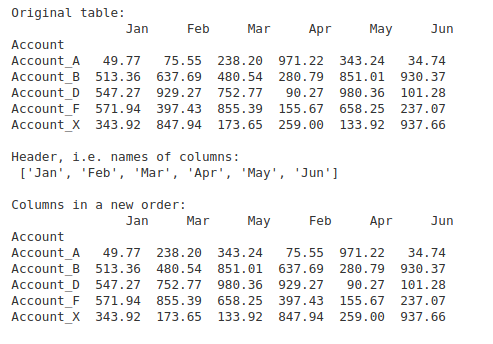 Original table:
               Jan     Feb     Mar     Apr     May     Jun
Account
Account_A   49.77   75.55  238.20  971.22  343.24   34.74
Account_B  513.36  637.69  480.54  280.79  851.01  930.37
Account_D  547.27  929.27  752.77   90.27  980.36  101.28
Account_F  571.94  397.43  855.39  155.67  658.25  237.07
Account_X  343.92  847.94  173.65  259.00  133.92  937.66

Header, i.e. names of columns:
 ['Jan', 'Feb', 'Mar', 'Apr', 'May', 'Jun']

Columns in a new order:
               Jan     Mar     May     Feb     Apr     Jun
Account
Account_A   49.77  238.20  343.24   75.55  971.22   34.74
Account_B  513.36  480.54  851.01  637.69  280.79  930.37
Account_D  547.27  752.77  980.36  929.27   90.27  101.28
Account_F  571.94  855.39  658.25  397.43  155.67  237.07
Account_X  343.92  173.65  133.92  847.94  259.00  937.66